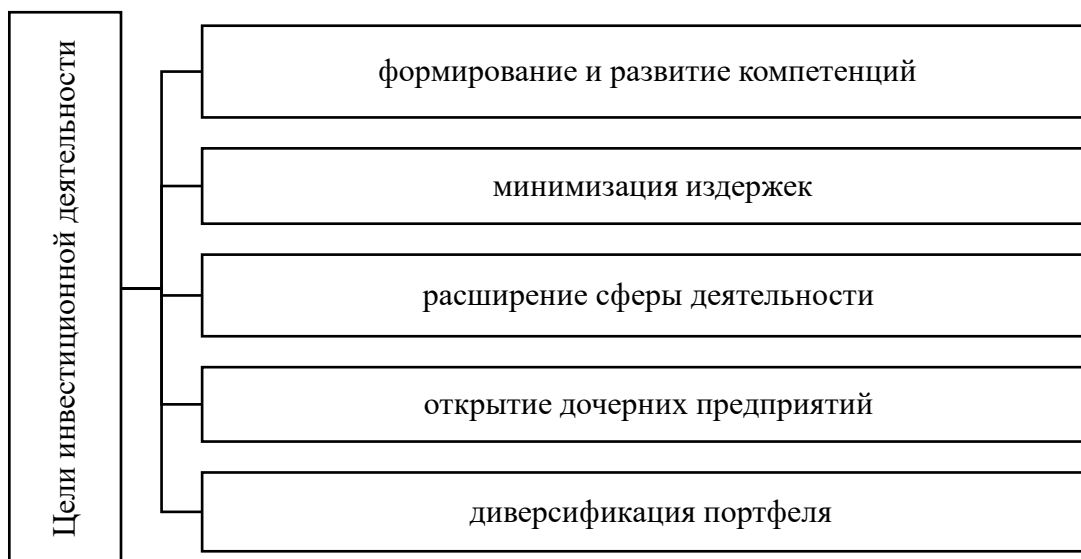 Цели инвестиционной деятельности
формирование и развитие компетенций
минимизация издержек
расширение сферы деятельности
открытие дочерних предприятий
диверсификация портфеля